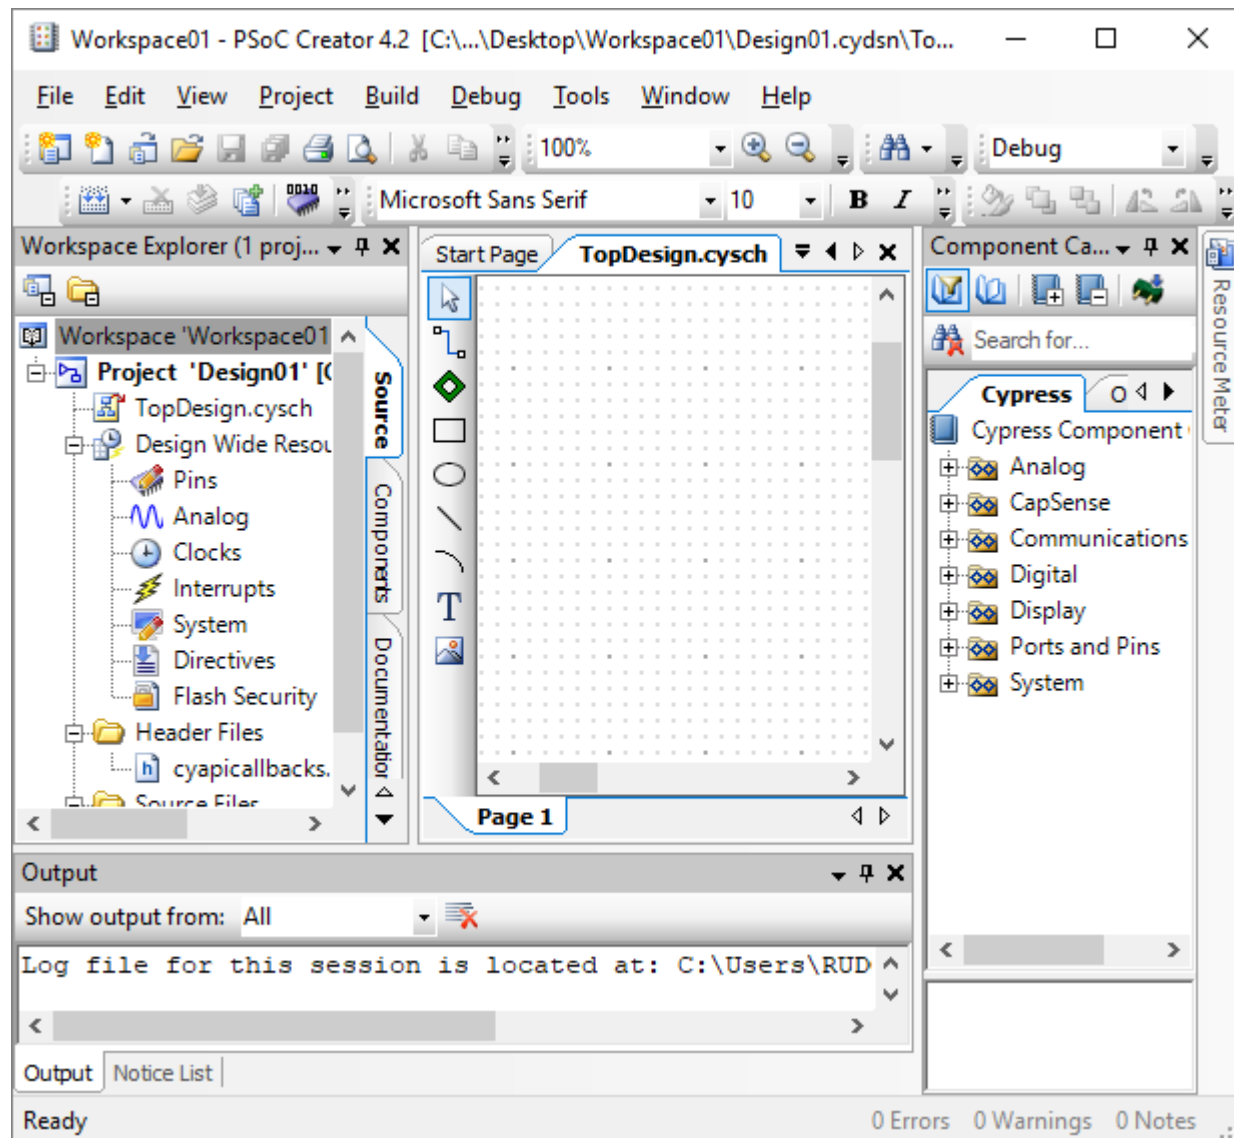 Workspace01 - PSoC Creator 4.2 [C:\...\Desktop\Workspace01\Design01.cydsn\To...
File Edit View Project Build Debug Tools Window Help
100% Debug
0010
Microsoft Sans Serif 10 B I
Workspace Explorer (1 proj...
Workspace 'Workspace01
Project 'Design01' [C
TopDesign.cysch
Design Wide Resou
Pins
Analog
Clocks
Interrupts
System
Directives
Flash Security
Header Files
h cyapicallbacks.
Source Files
Source
Components
Documentation
Start Page TopDesign.cysch
T
Page 1
Component Ca...
Search for...
Cypress O
Cypress Component
Analog
CapSense
Communications
Digital
Display
Ports and Pins
System
Resource Meter
Output
Show output from: All
Log file for this session is located at: C:\Users\RUD
Output Notice List
Ready 0 Errors 0 Warnings 0 Notes